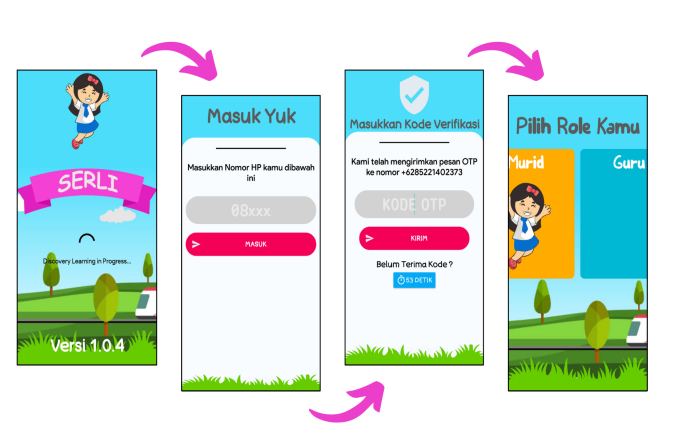 SERLI
Discovery Learning in Progress...
Versi 1.0.4
Masuk Yuk
Masukkan Nomor HP kamu dibawah
ini
08xxx
MASUK
Masukkan Kode Verifikasi
Kami telah mengirimkan pesan OTP
ke nomor +6285221402373
KODE OTP
KIRIM
Belum Terima Kode ?
53 DETIK
Pilih Role Kamu
Murid
Guru